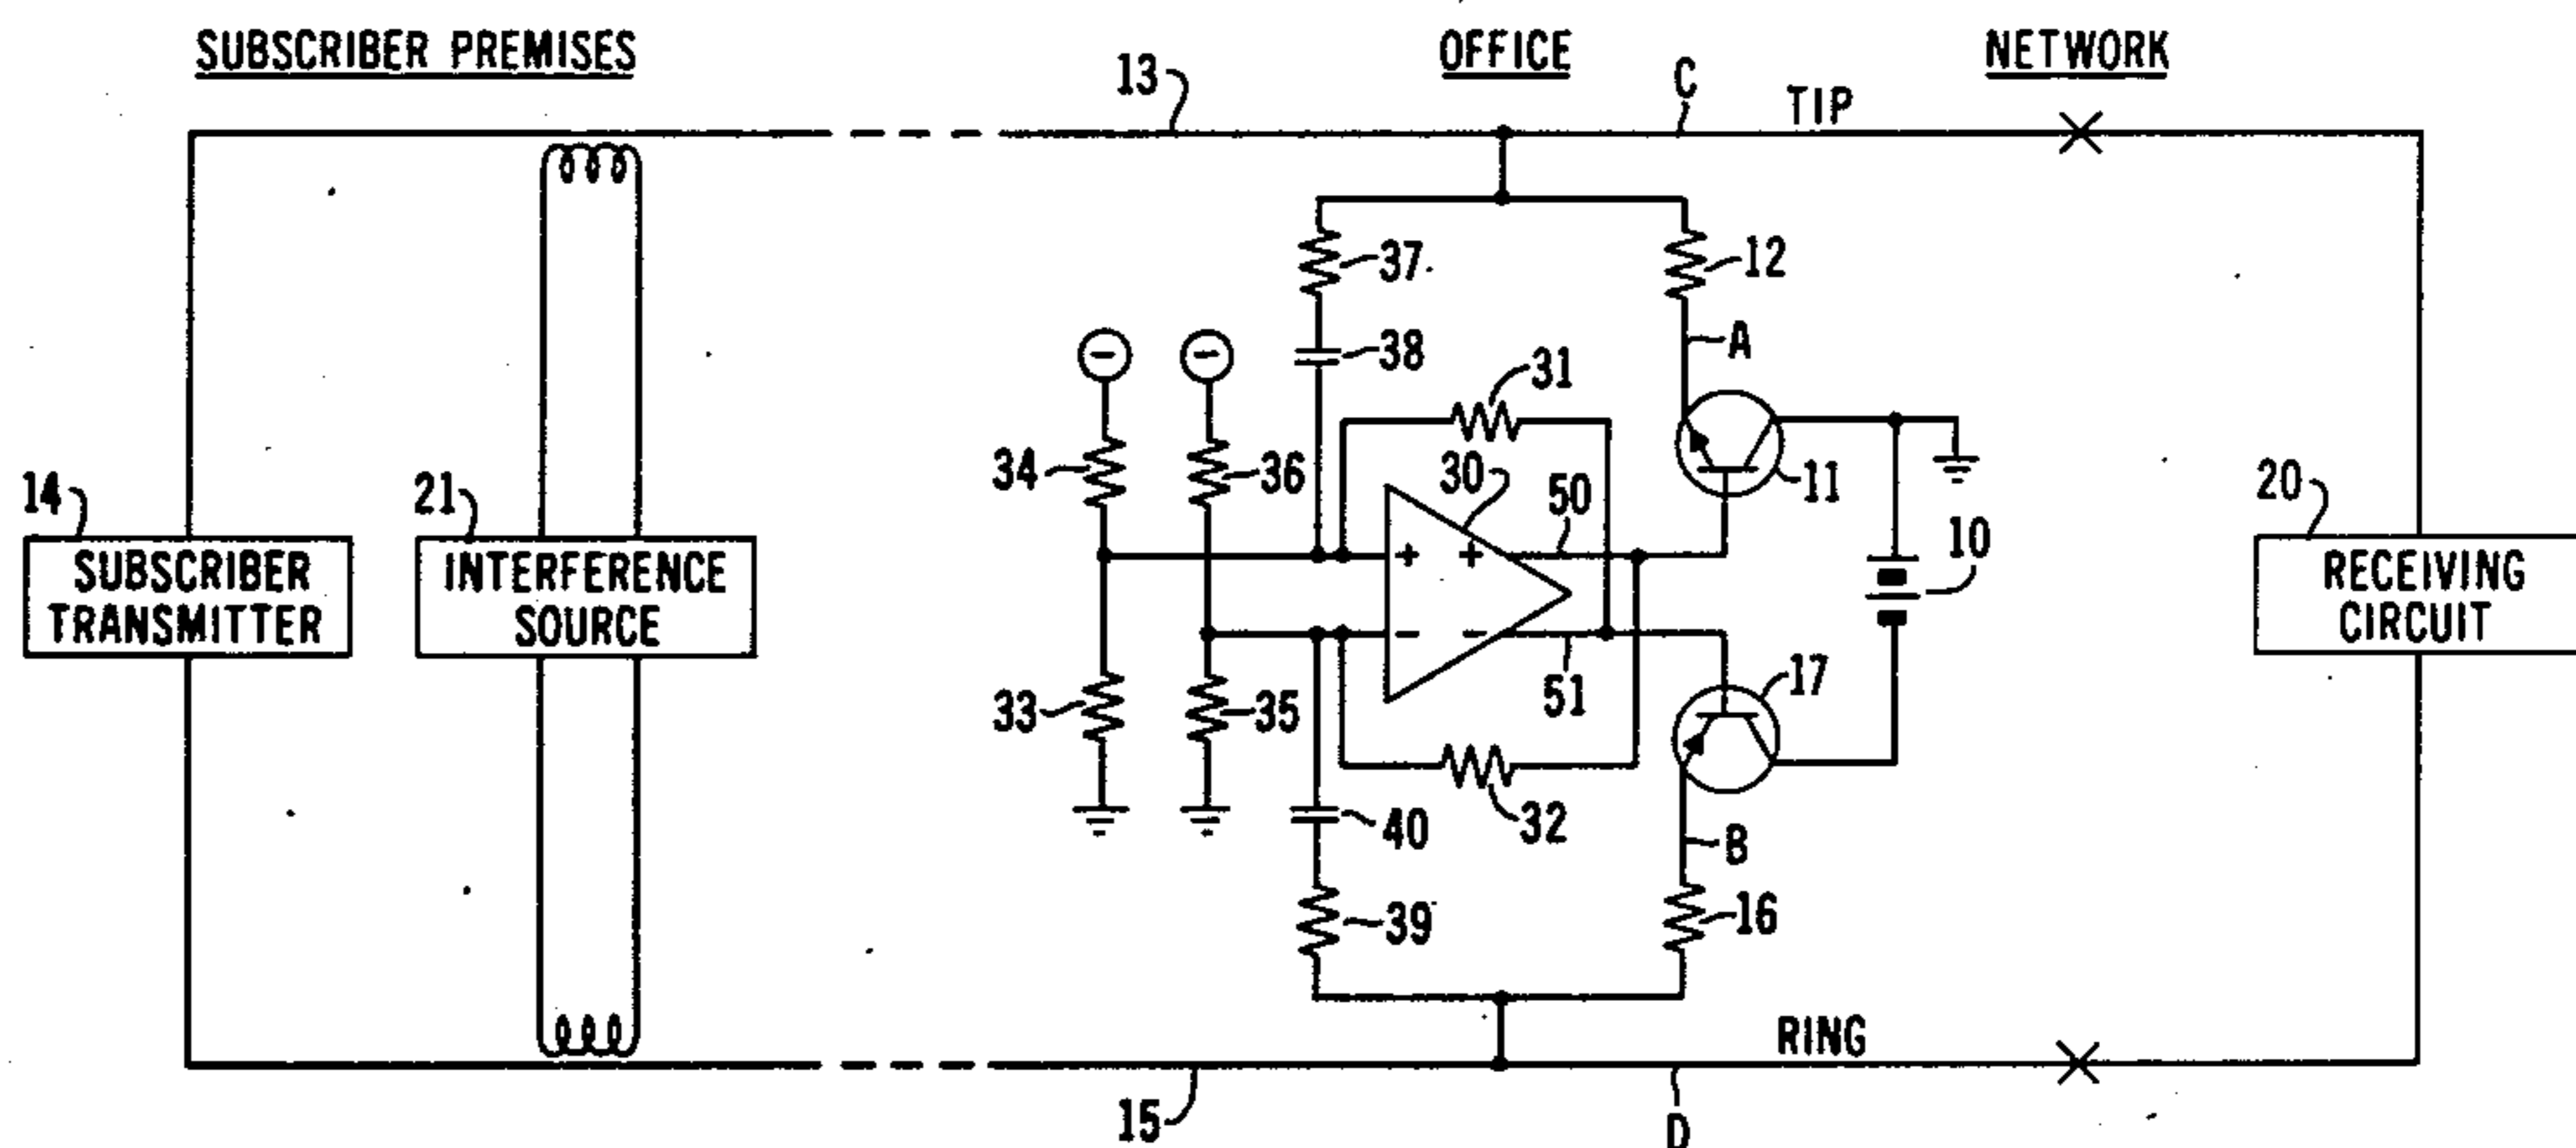 SUBSCRIBER PREMISES
OFFICE
NETWORK
13
C
TIP
37
12
38
A
31
34
36
30
50
11
10
14
21
20
SUBSCRIBER
TRANSMITTER
INTERFERENCE
SOURCE
RECEIVING
CIRCUIT
+
+
-
-
33
35
51
17
40
32
B
39
16
RING
15
D